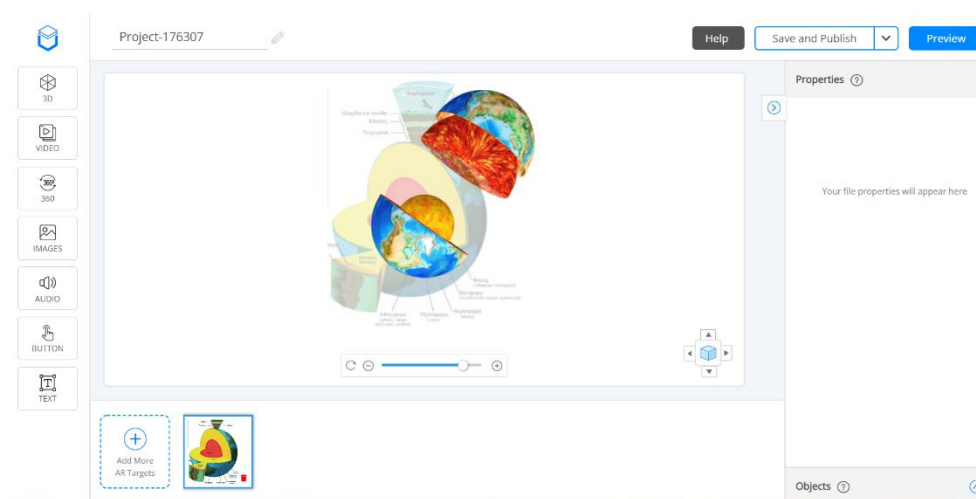 Project-176307
Help
Save and Publish
Preview
3D
VIDEO
360°
360
IMAGES
AUDIO
BUTTON
TEXT
Properties
Your file properties will appear here
Add More
AR Targets
Objects